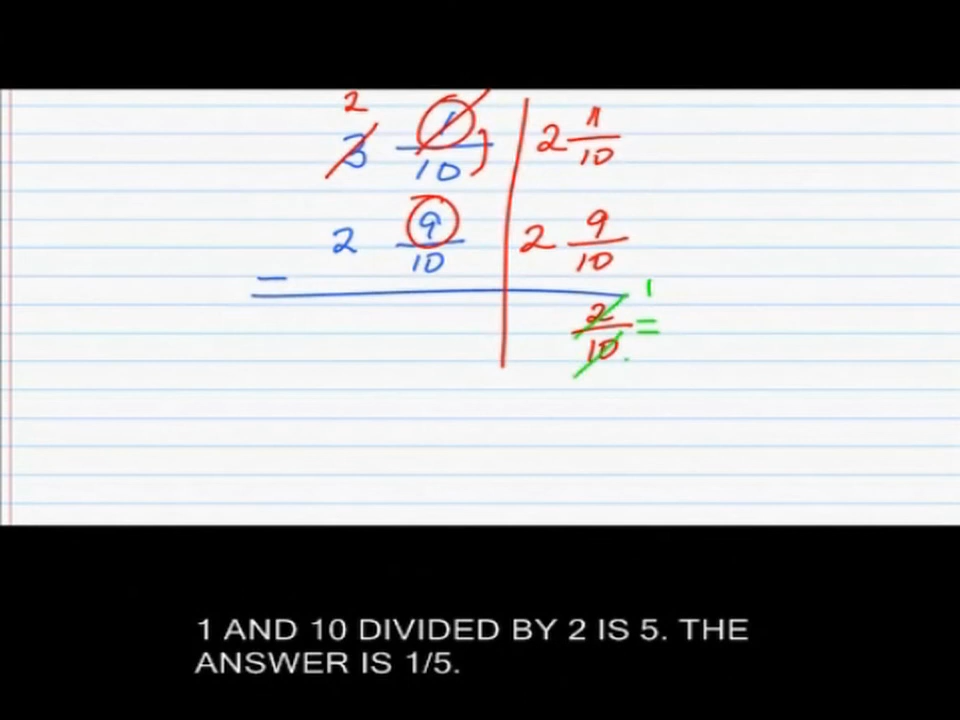 2
3 1/10 2 11/10
2 9/10 2 9/10
−
2/10 = 1
1 AND 10 DIVIDED BY 2 IS 5. THE
ANSWER IS 1/5.